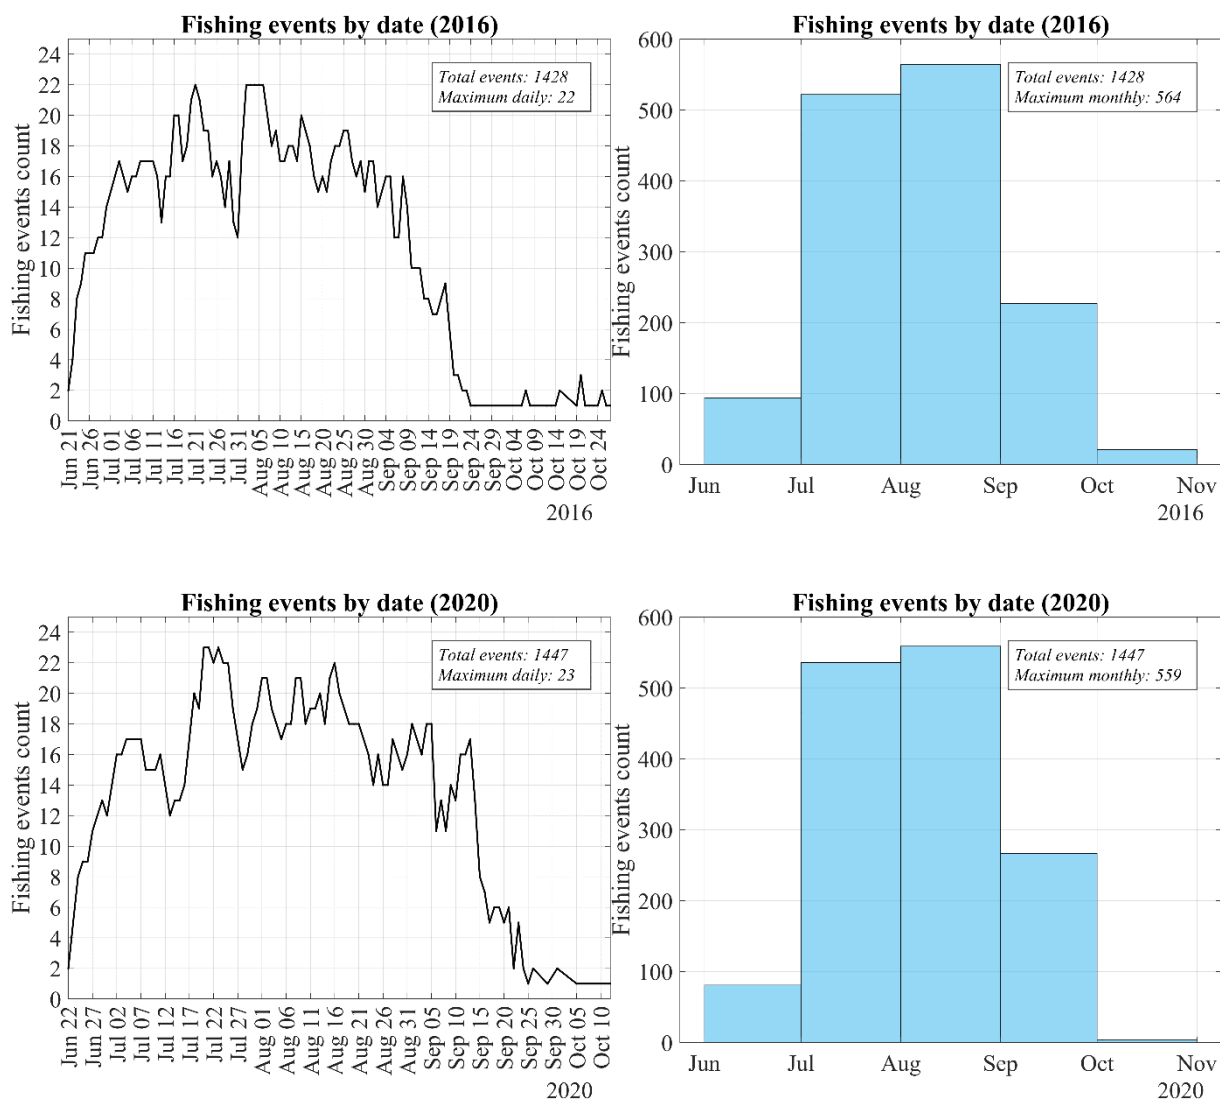 Fishing events by date (2016)
Total events: 1428
Maximum daily: 22
Fishing events count
24
22
20
18
16
14
12
10
8
6
4
2
0
Jun 21
Jun 26
Jul 01
Jul 06
Jul 11
Jul 16
Jul 21
Jul 26
Jul 31
Aug 05
Aug 10
Aug 15
Aug 20
Aug 25
Aug 30
Sep 04
Sep 09
Sep 14
Sep 19
Sep 24
Sep 29
Oct 04
Oct 09
Oct 14
Oct 19
Oct 24
2016
Fishing events by date (2016)
Total events: 1428
Maximum monthly: 564
Fishing events count
600
500
400
300
200
100
0
Jun
Jul
Aug
Sep
Oct
Nov
2016
Fishing events by date (2020)
Total events: 1447
Maximum daily: 23
Fishing events count
24
22
20
18
16
14
12
10
8
6
4
2
0
Jun 22
Jun 27
Jul 02
Jul 07
Jul 12
Jul 17
Jul 22
Jul 27
Aug 01
Aug 06
Aug 11
Aug 16
Aug 21
Aug 26
Aug 31
Sep 05
Sep 10
Sep 15
Sep 20
Sep 25
Sep 30
Oct 05
Oct 10
2020
Fishing events by date (2020)
Total events: 1447
Maximum monthly: 559
Fishing events count
600
500
400
300
200
100
0
Jun
Jul
Aug
Sep
Oct
Nov
2020